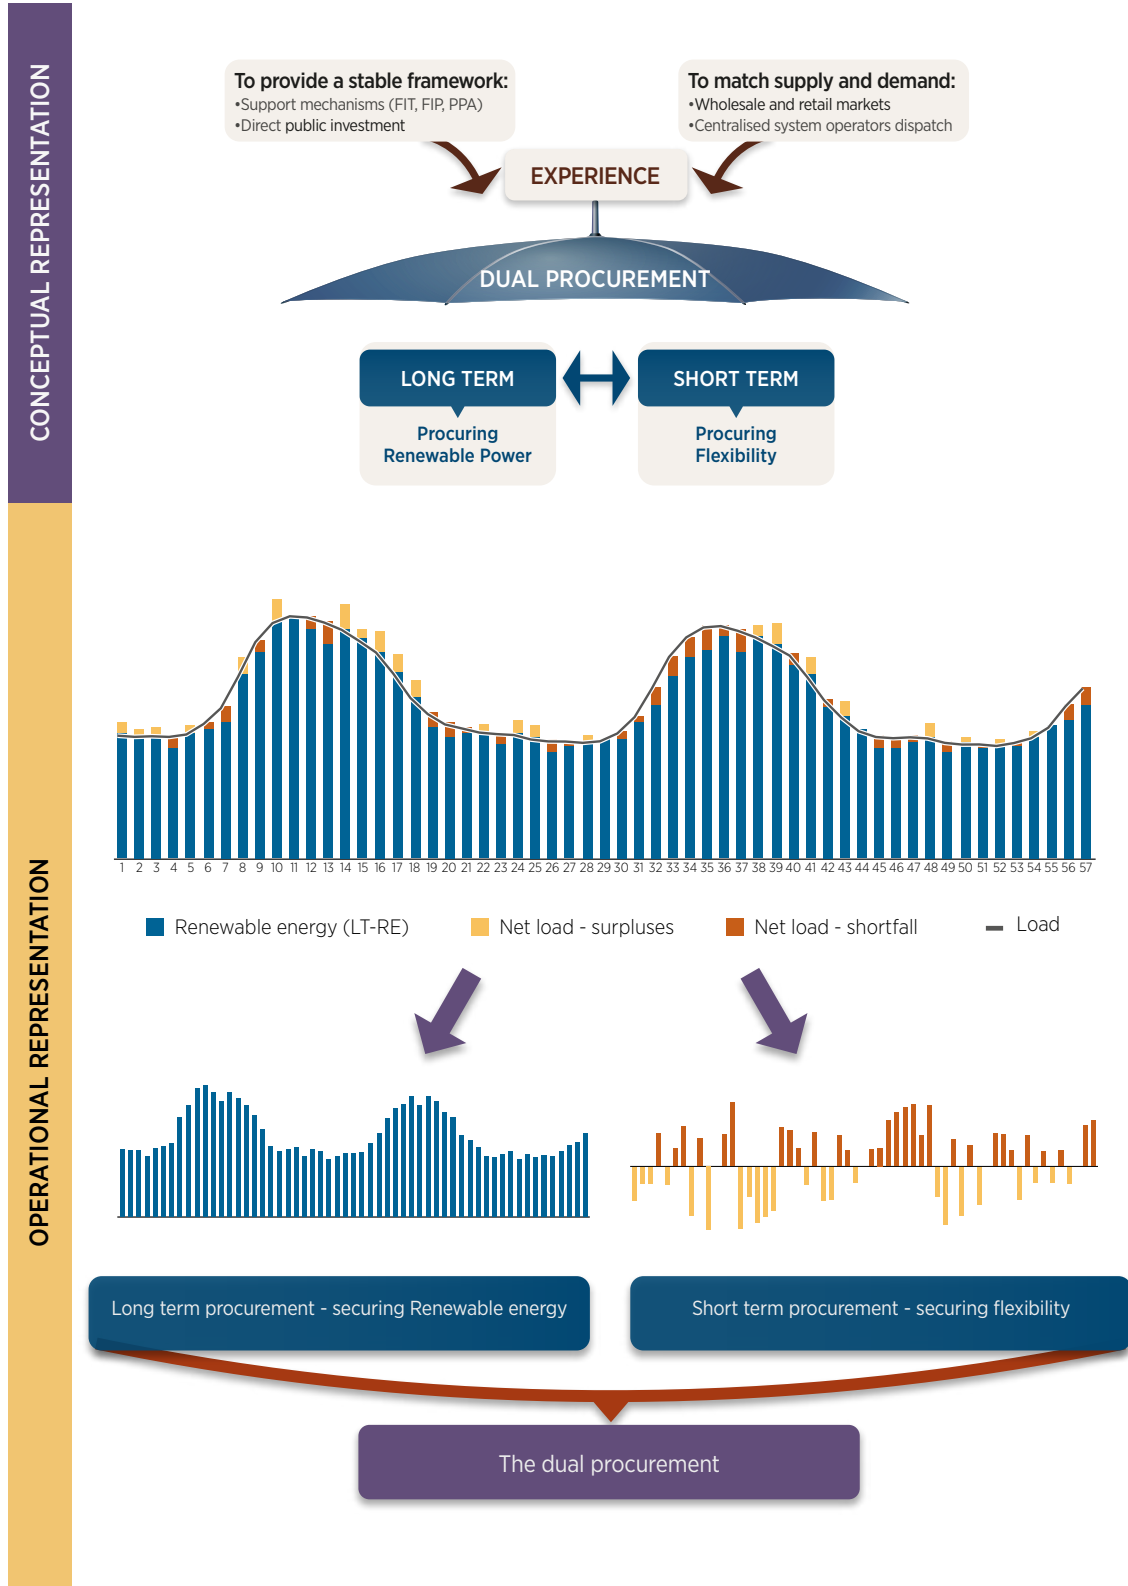 CONCEPTUAL REPRESENTATION
To provide a stable framework:
•Support mechanisms (FIT, FIP, PPA)
•Direct public investment
To match supply and demand:
•Wholesale and retail markets
•Centralised system operators dispatch
EXPERIENCE
DUAL PROCUREMENT
LONG TERM
SHORT TERM
Procuring
Renewable Power
Procuring
Flexibility
OPERATIONAL REPRESENTATION
1 2 3 4 5 6 7 8 9 10 11 12 13 14 15 16 17 18 19 20 21 22 23 24 25 26 27 28 29 30 31 32 33 34 35 36 37 38 39 40 41 42 43 44 45 46 47 48 49 50 51 52 53 54 55 56 57
Renewable energy (LT-RE)
Net load - surpluses
Net load - shortfall
Load
Long term procurement - securing Renewable energy
Short term procurement - securing flexibility
The dual procurement